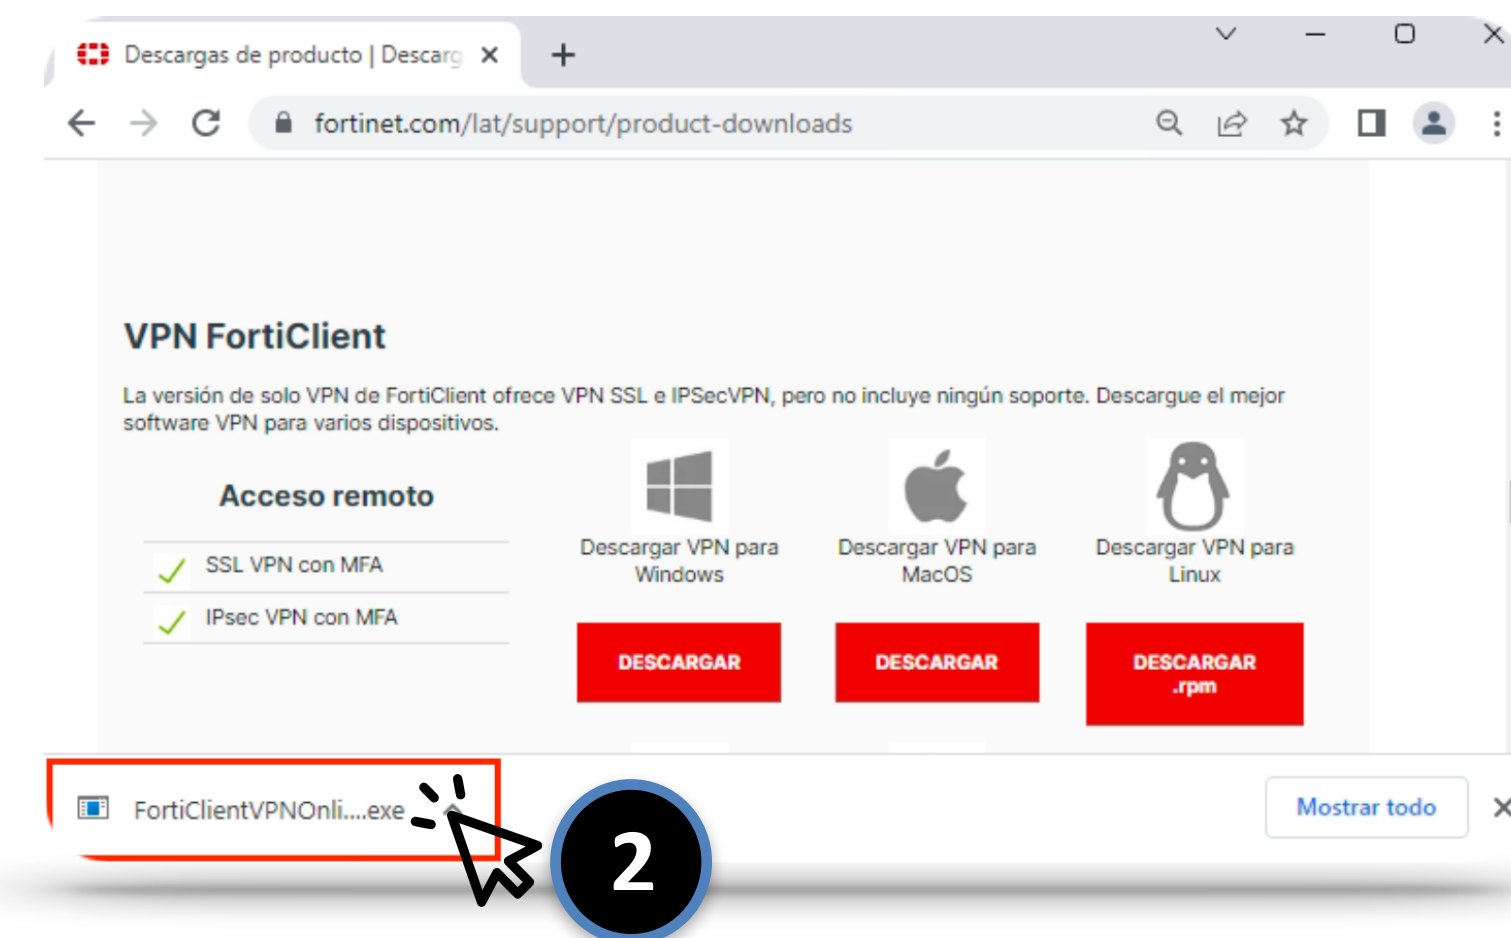 Descargas de producto | Descarg
fortinet.com/lat/support/product-downloads
VPN FortiClient
La versión de solo VPN de FortiClient ofrece VPN SSL e IPSecVPN, pero no incluye ningún soporte. Descargue el mejor
software VPN para varios dispositivos.
Acceso remoto
SSL VPN con MFA
IPsec VPN con MFA
Descargar VPN para
Windows
DESCARGAR
Descargar VPN para
MacOS
DESCARGAR
Descargar VPN para
Linux
DESCARGAR
.rpm
FortiClientVPNOnli....exe
2
Mostrar todo